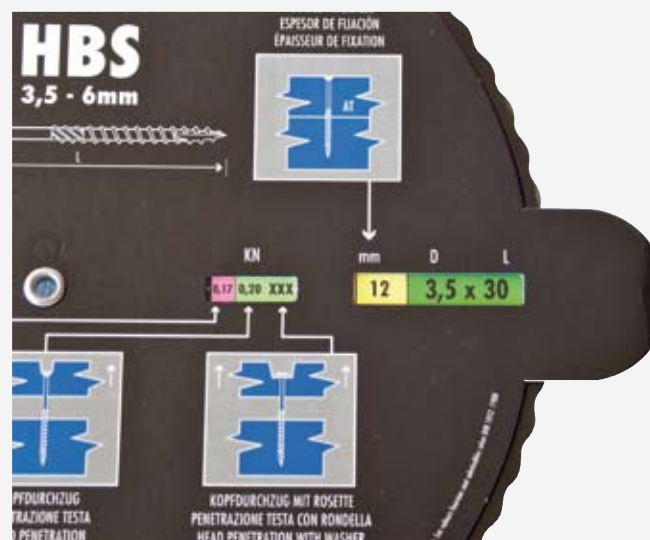 ESPESOR DE FIJACIÓN
ÉPAISSEUR DE FIXATION
HBS
3,5 - 6mm
AT
L
KN
mm D L
0,17 0,20 XXX
12 3,5 x 30
PFDURCHZUG
TRAZIONE TESTA
D PENETRATION
KOPFDURCHZUG MIT ROSETTE
PENETRAZIONE TESTA CON RONDELLA
HEAD PENETRATION WITH WASHER